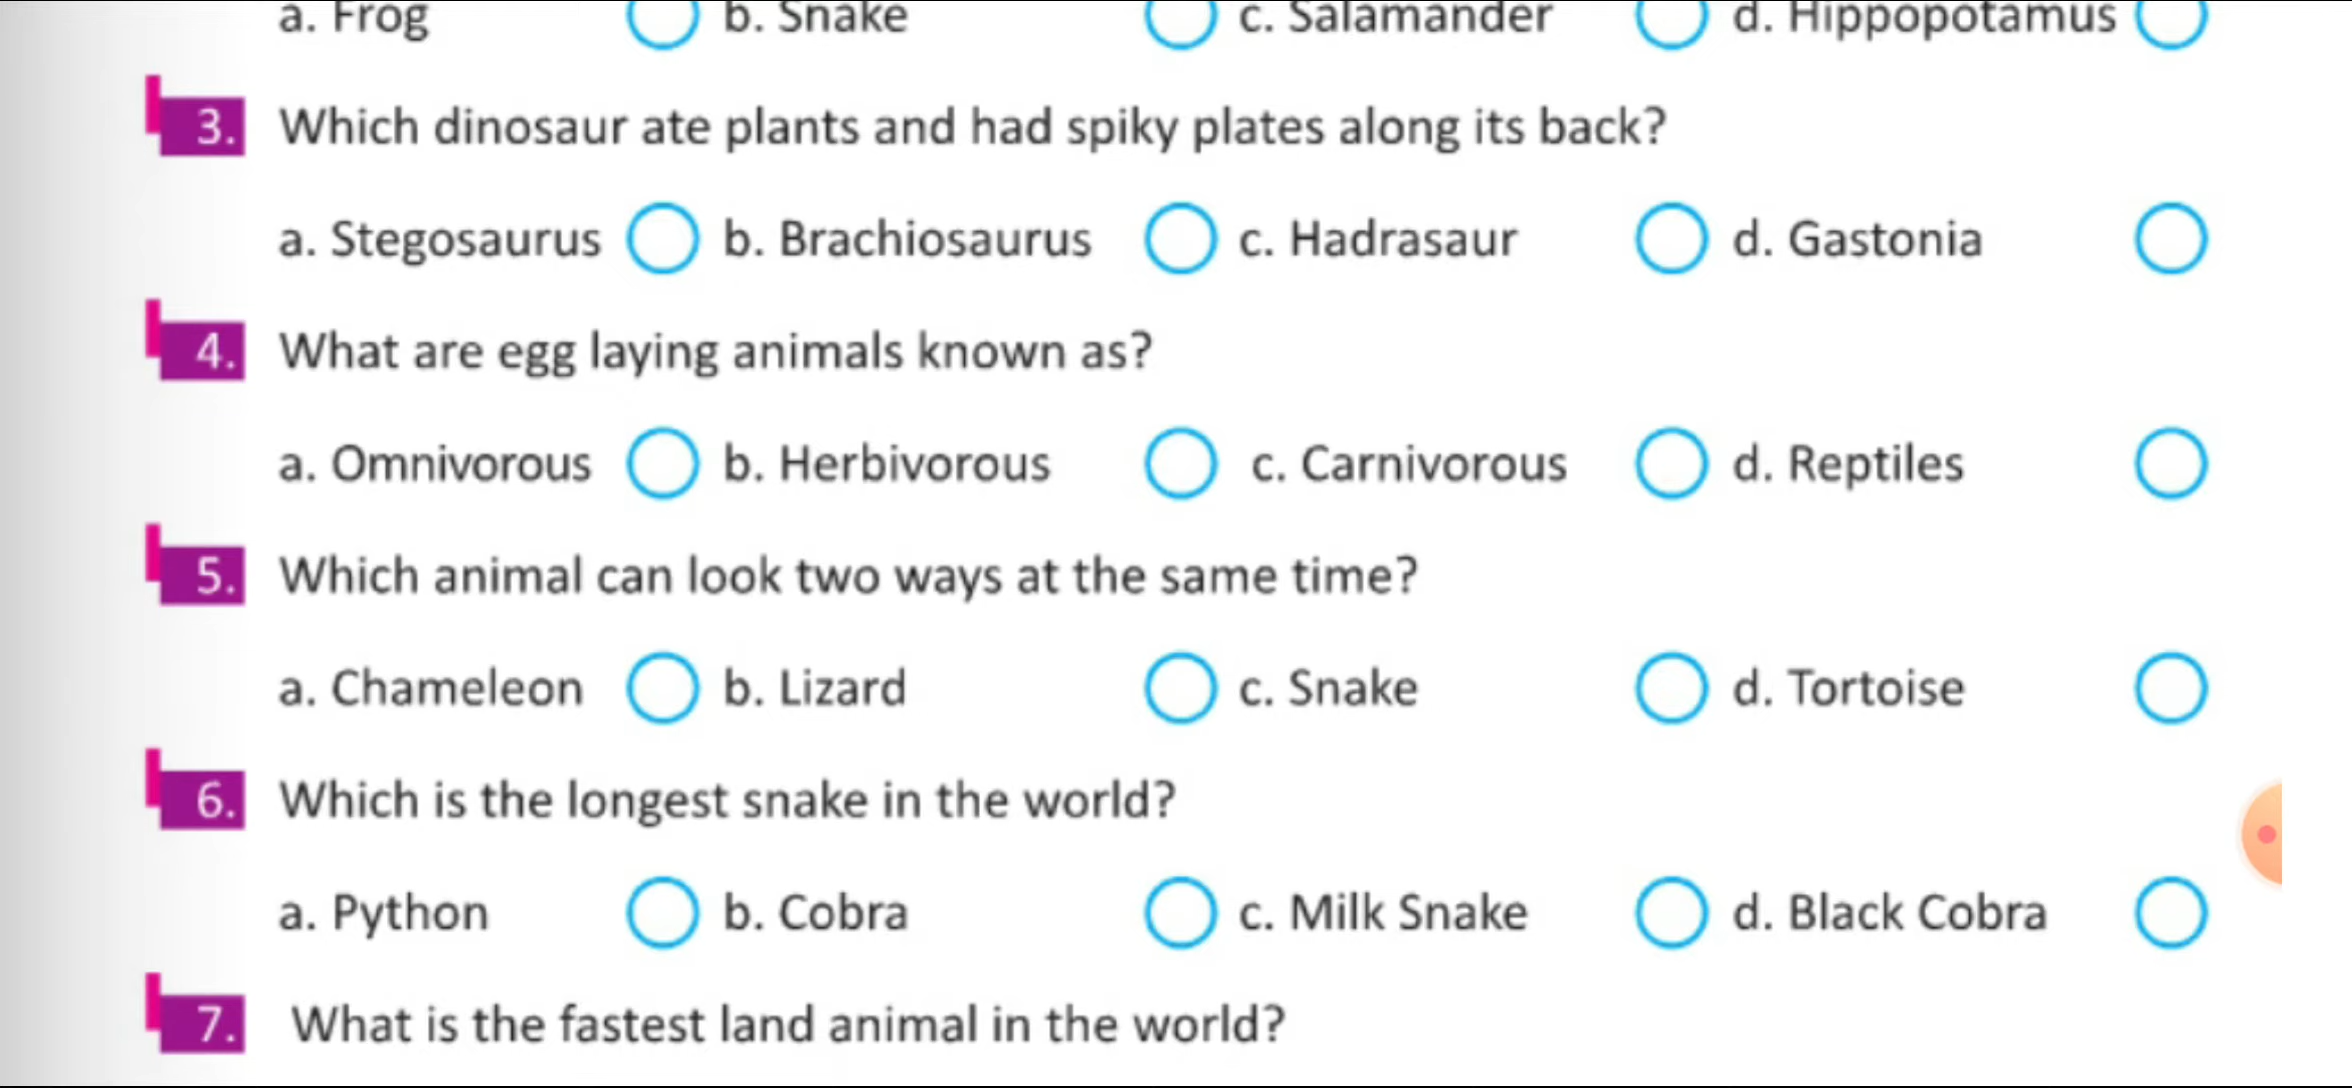 a. Frog b. Snake c. Salamander d. Hippopotamus
3. Which dinosaur ate plants and had spiky plates along its back?
a. Stegosaurus b. Brachiosaurus c. Hadrasaur d. Gastonia
4. What are egg laying animals known as?
a. Omnivorous b. Herbivorous c. Carnivorous d. Reptiles
5. Which animal can look two ways at the same time?
a. Chameleon b. Lizard c. Snake d. Tortoise
6. Which is the longest snake in the world?
a. Python b. Cobra c. Milk Snake d. Black Cobra
7. What is the fastest land animal in the world?